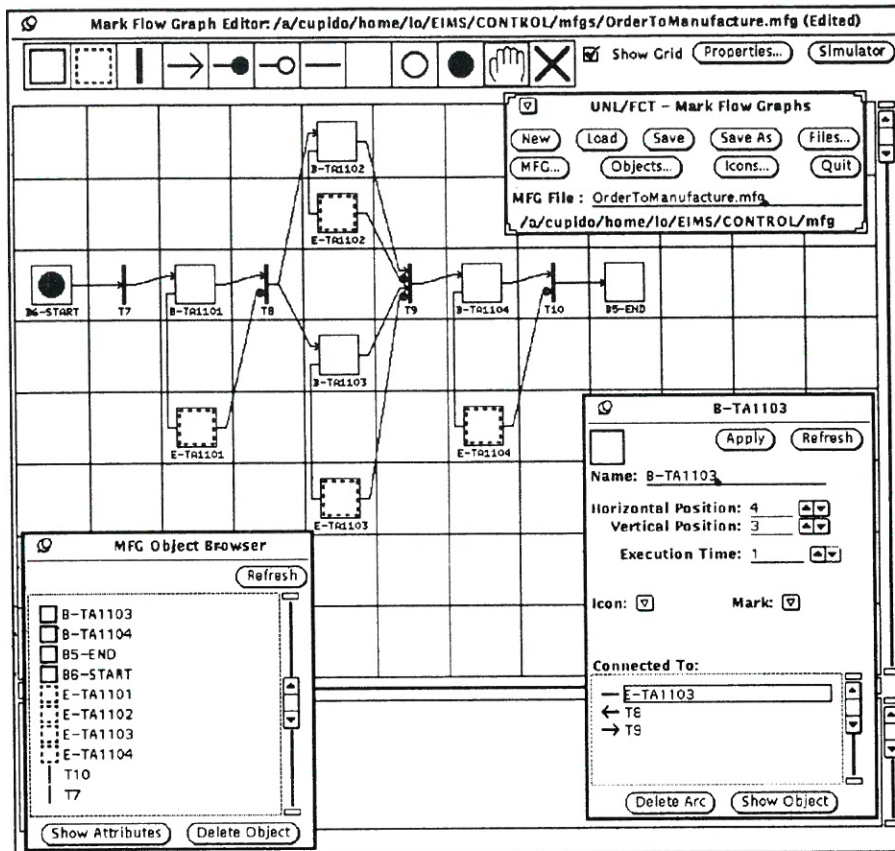 Mark Flow Graph Editor: /a/cupido/home/lo/EIMS/CONTROL/mfgs/OrderToManufacture.mfg (Edited)
Show Grid Properties... Simulator
UNL/FCT - Mark Flow Graphs
New Load Save Save As Files...
MFG... Objects... Icons... Quit
MFG File : OrderToManufacture.mfg
/a/cupido/home/lo/EIMS/CONTROL/mfg
B-TA1102
E-TA1102
B6-START T7 B-TA1101 T8 T9 B-TA1104 T10 B5-END
B-TA1103
E-TA1101
E-TA1104
E-TA1103
MFG Object Browser
Refresh
B-TA1103
B-TA1104
B5-END
B6-START
E-TA1101
E-TA1102
E-TA1103
E-TA1104
T10
T7
Show Attributes Delete Object
B-TA1103
Apply Refresh
Name: B-TA1103
Horizontal Position: 4
Vertical Position: 3
Execution Time: 1
Icon: Mark:
Connected To:
E-TA1103
T8
T9
Delete Arc Show Object